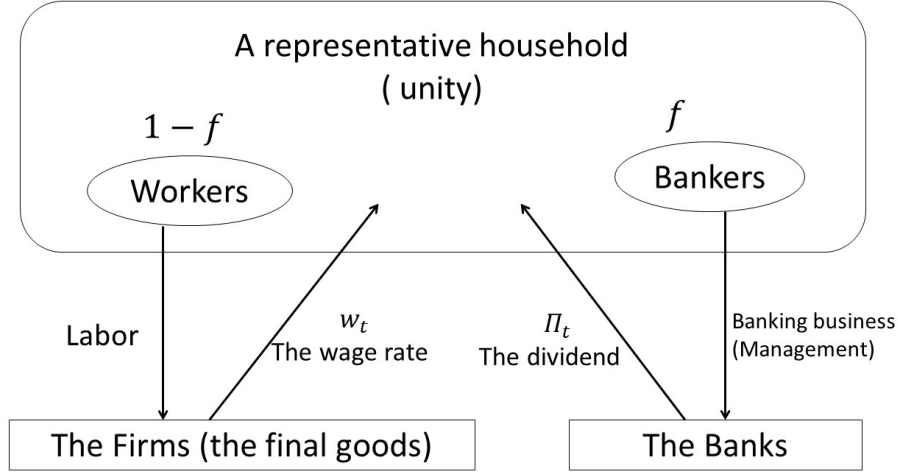 A representative household
( unity)
1 − f
f
Workers
Bankers
Labor
w_t
The wage rate
Π_t
The dividend
Banking business
(Management)
The Firms (the final goods)
The Banks